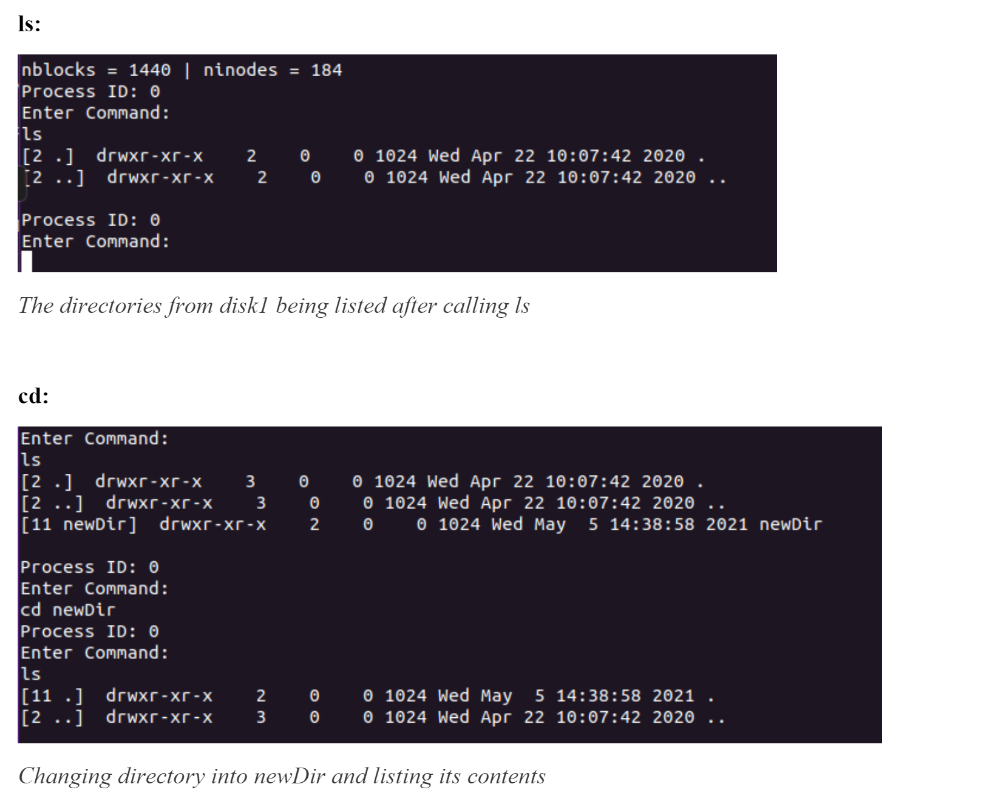 ls:
nblocks = 1440 | ninodes = 184
Process ID: 0
Enter Command:
ls
[2 .]  drwxr-xr-x    2    0    0 1024 Wed Apr 22 10:07:42 2020 .
[2 ..]  drwxr-xr-x    2    0    0 1024 Wed Apr 22 10:07:42 2020 ..
Process ID: 0
Enter Command:
The directories from disk1 being listed after calling ls
cd:
Enter Command:
ls
[2 .]  drwxr-xr-x    3    0    0 1024 Wed Apr 22 10:07:42 2020 .
[2 ..]  drwxr-xr-x    3    0    0 1024 Wed Apr 22 10:07:42 2020 ..
[11 newDir]  drwxr-xr-x    2    0    0 1024 Wed May  5 14:38:58 2021 newDir
Process ID: 0
Enter Command:
cd newDir
Process ID: 0
Enter Command:
ls
[11 .]  drwxr-xr-x    2    0    0 1024 Wed May  5 14:38:58 2021 .
[2 ..]  drwxr-xr-x    3    0    0 1024 Wed Apr 22 10:07:42 2020 ..
Changing directory into newDir and listing its contents